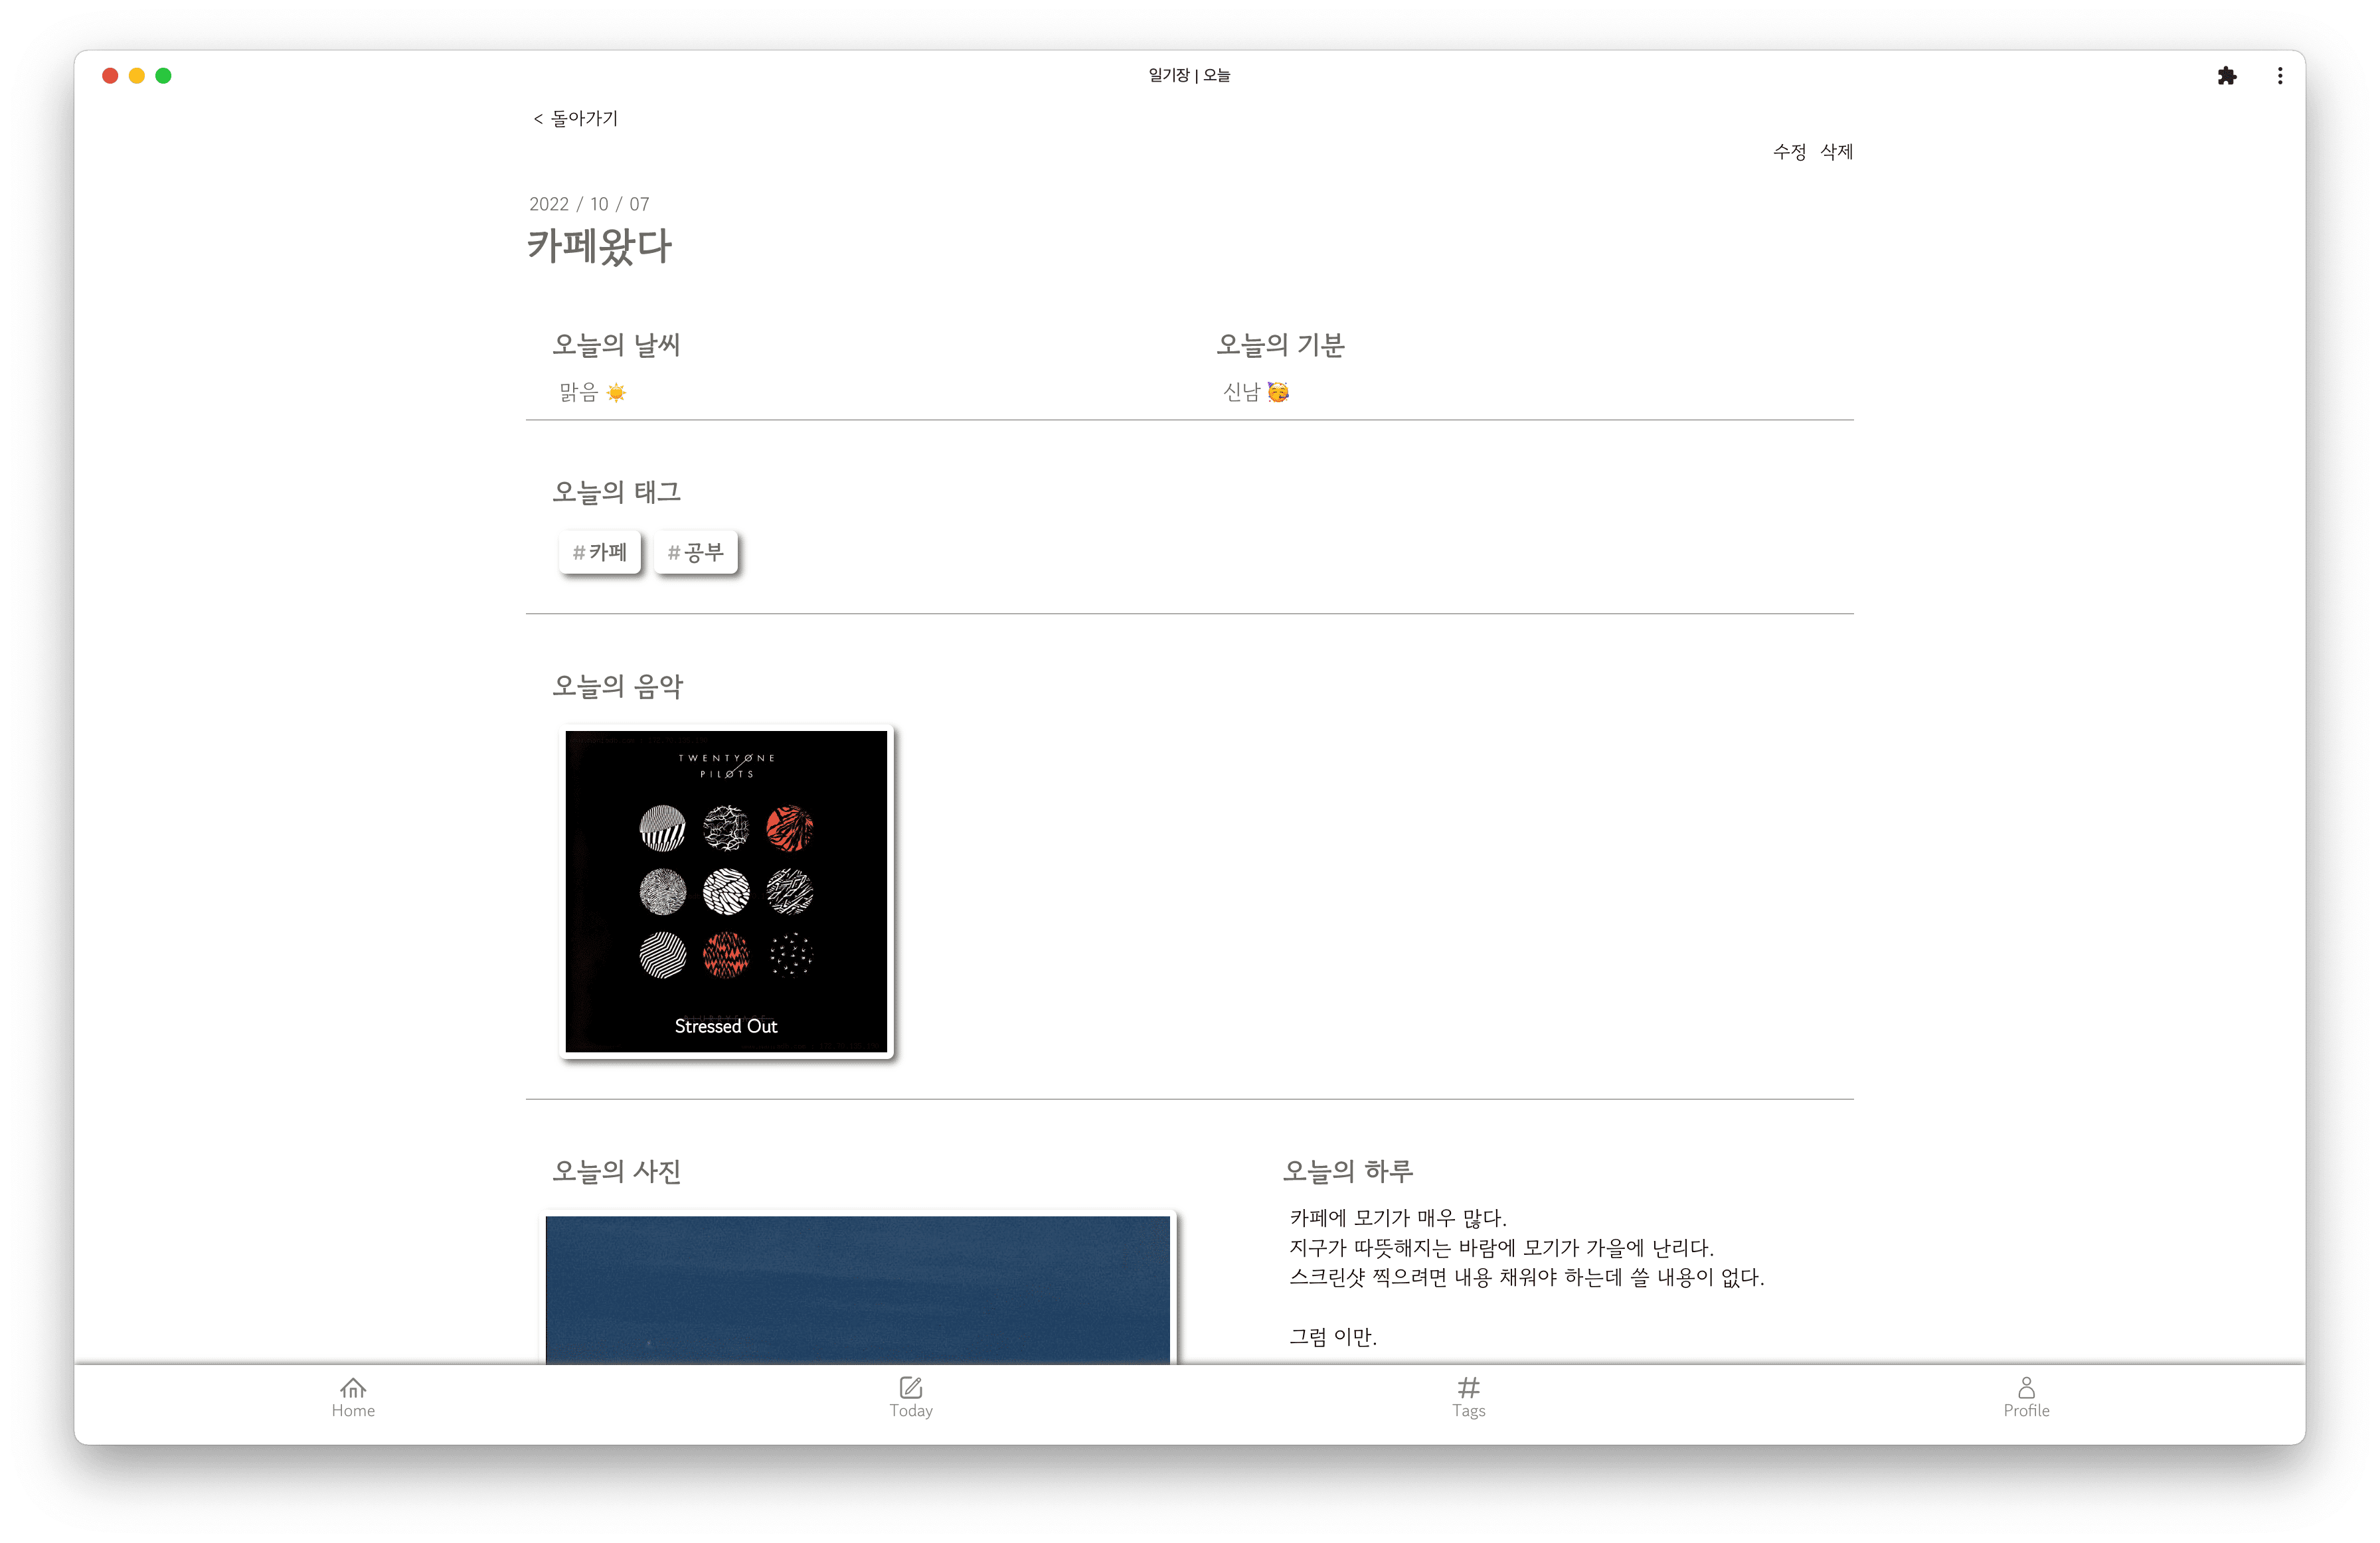 일기장 | 오늘
< 돌아가기
수정 삭제
2022 / 10 / 07
카페왔다
오늘의 날씨
맑음 ☀️
오늘의 기분
신남 🥳
오늘의 태그
#카페 #공부
오늘의 음악
TWENTY ØNE
PILØTS
Stressed Out
오늘의 사진
오늘의 하루
카페에 모기가 매우 많다.
지구가 따뜻해지는 바람에 모기가 가을에 난리다.
스크린샷 찍으려면 내용 채워야 하는데 쓸 내용이 없다.
그럼 이만.
Home
Today
Tags
Profile